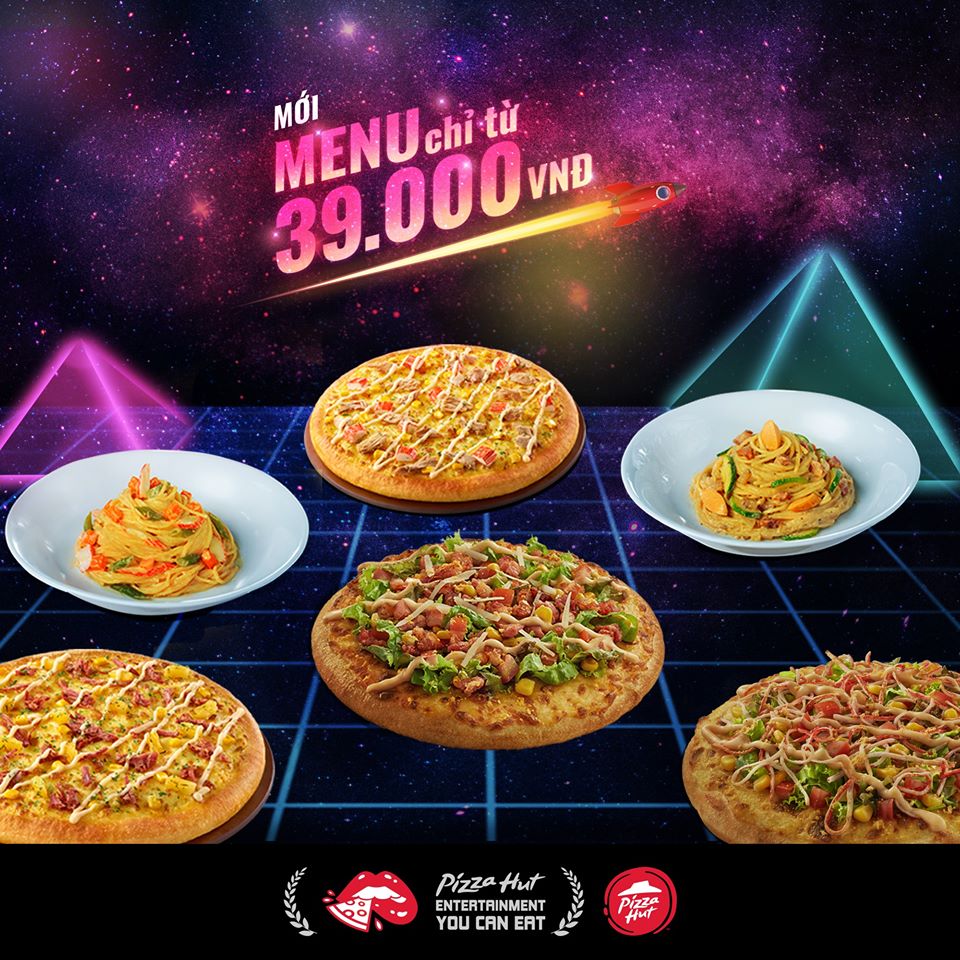 MỚI
MENU chỉ từ
39.000 VNĐ
Pizza Hut
ENTERTAINMENT
YOU CAN EAT
Pizza
Hut